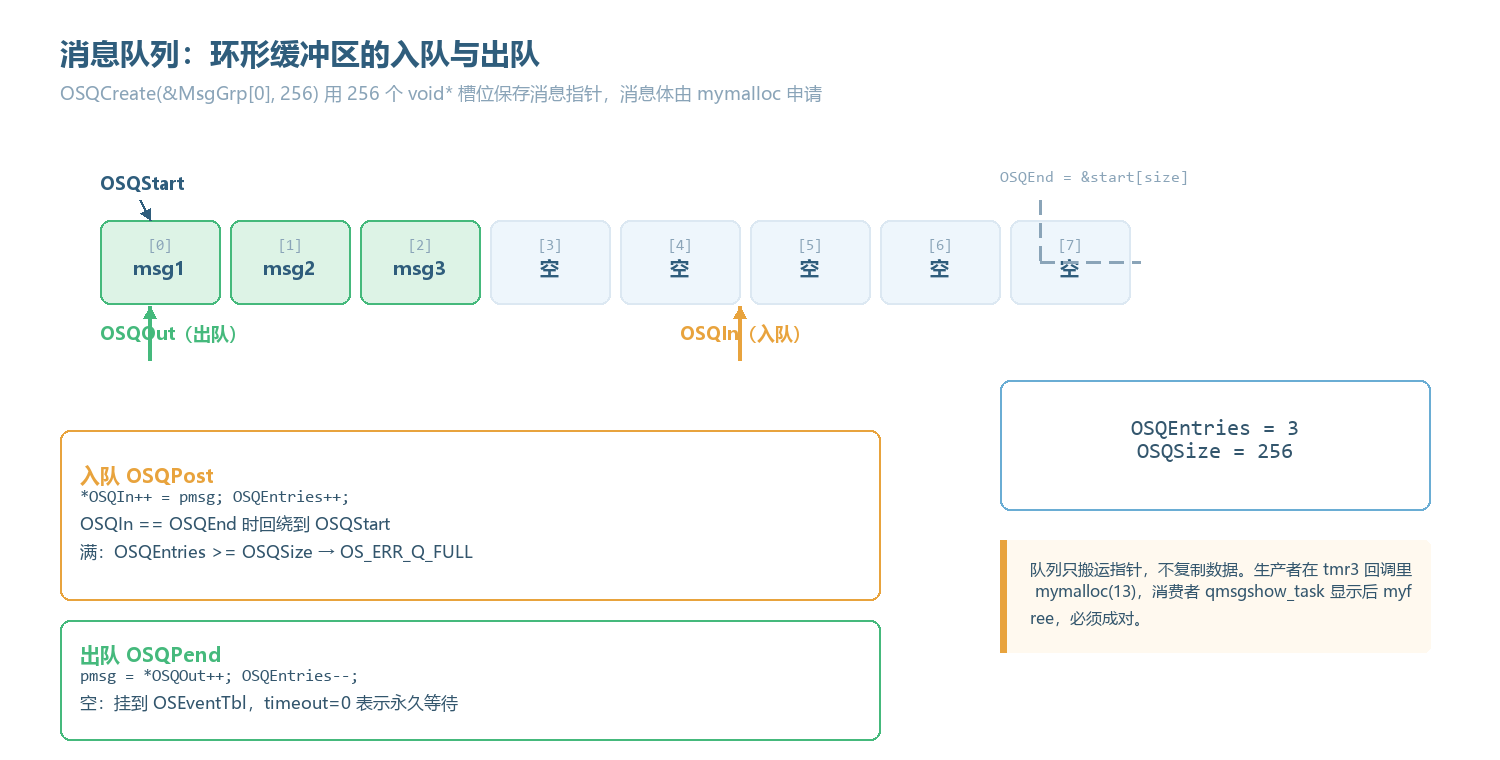 消息队列：环形缓冲区的入队与出队
OSQCreate(&MsgGrp[0], 256) 用 256 个 void* 槽位保存消息指针，消息体由 mymalloc 申请
OSQStart
OSQEnd = &start[size]
[0] [1] [2] [3] [4] [5] [6] [7]
msg1 msg2 msg3 空 空 空 空 空
OSQOut（出队）
OSQIn（入队）
OSQEntries = 3
OSQSize = 256
入队 OSQPost
*OSQIn++ = pmsg; OSQEntries++;
OSQIn == OSQEnd 时回绕到 OSQStart
满：OSQEntries >= OSQSize → OS_ERR_Q_FULL
队列只搬运指针，不复制数据。生产者在 tmr3 回调里
mymalloc(13)，消费者 qmsgshow_task 显示后 myf
ree，必须成对。
出队 OSQPend
pmsg = *OSQOut++; OSQEntries--;
空：挂到 OSEventTbl，timeout=0 表示永久等待